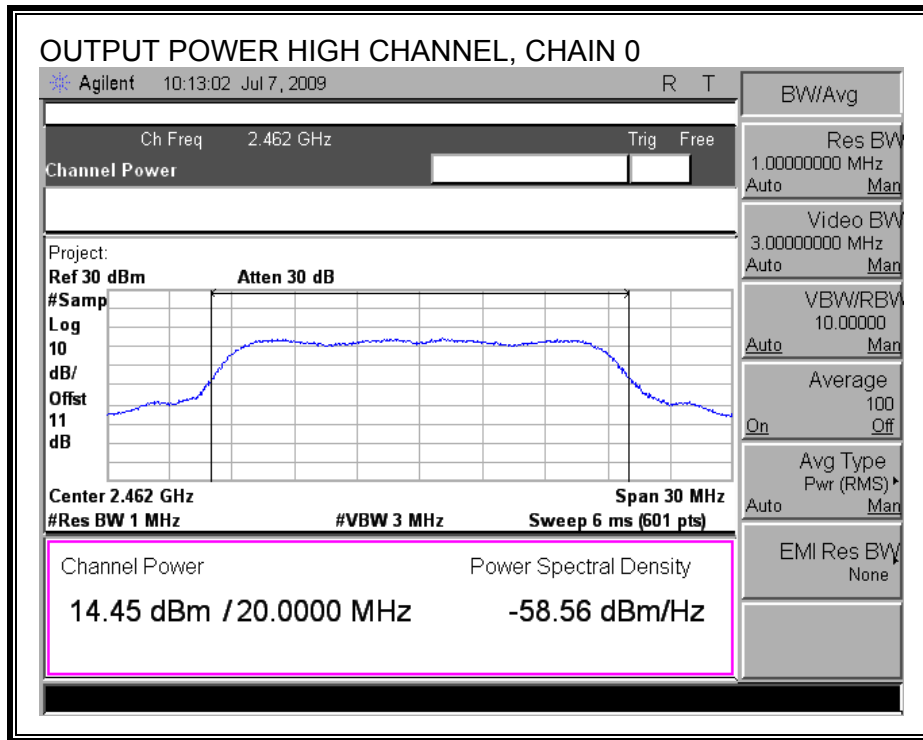 OUTPUT POWER HIGH CHANNEL, CHAIN 0
Agilent 10:13:02 Jul 7, 2009 R T
Ch Freq 2.462 GHz Trig Free
Channel Power
Project:
Ref 30 dBm Atten 30 dB
#Samp
Log
10
dB/
Offst
11
dB
Center 2.462 GHz Span 30 MHz
#Res BW 1 MHz #VBW 3 MHz Sweep 6 ms (601 pts)
Channel Power Power Spectral Density
14.45 dBm / 20.0000 MHz -58.56 dBm/Hz
BW/Avg
Res BW
1.00000000 MHz
Auto Man
Video BW
3.00000000 MHz
Auto Man
VBW/RBW
10.00000
Auto Man
Average
100
On Off
Avg Type
Pwr (RMS)
Auto Man
EMI Res BW
None